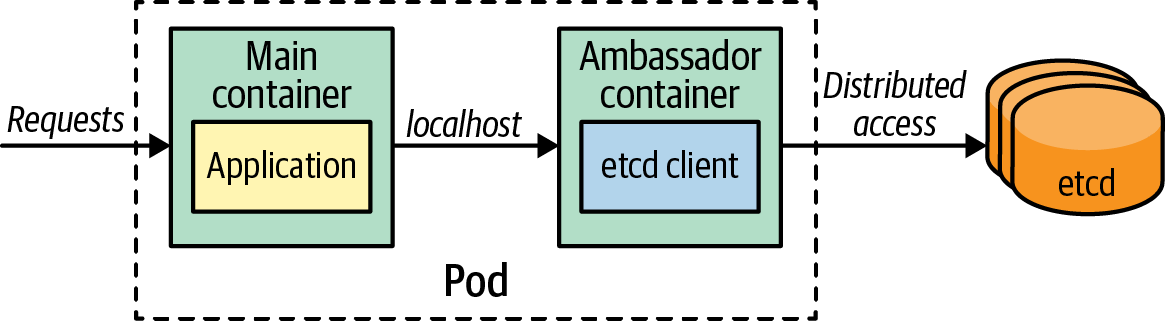 Requests
Main
container
Application
localhost
Ambassador
container
etcd client
Distributed
access
etcd
Pod